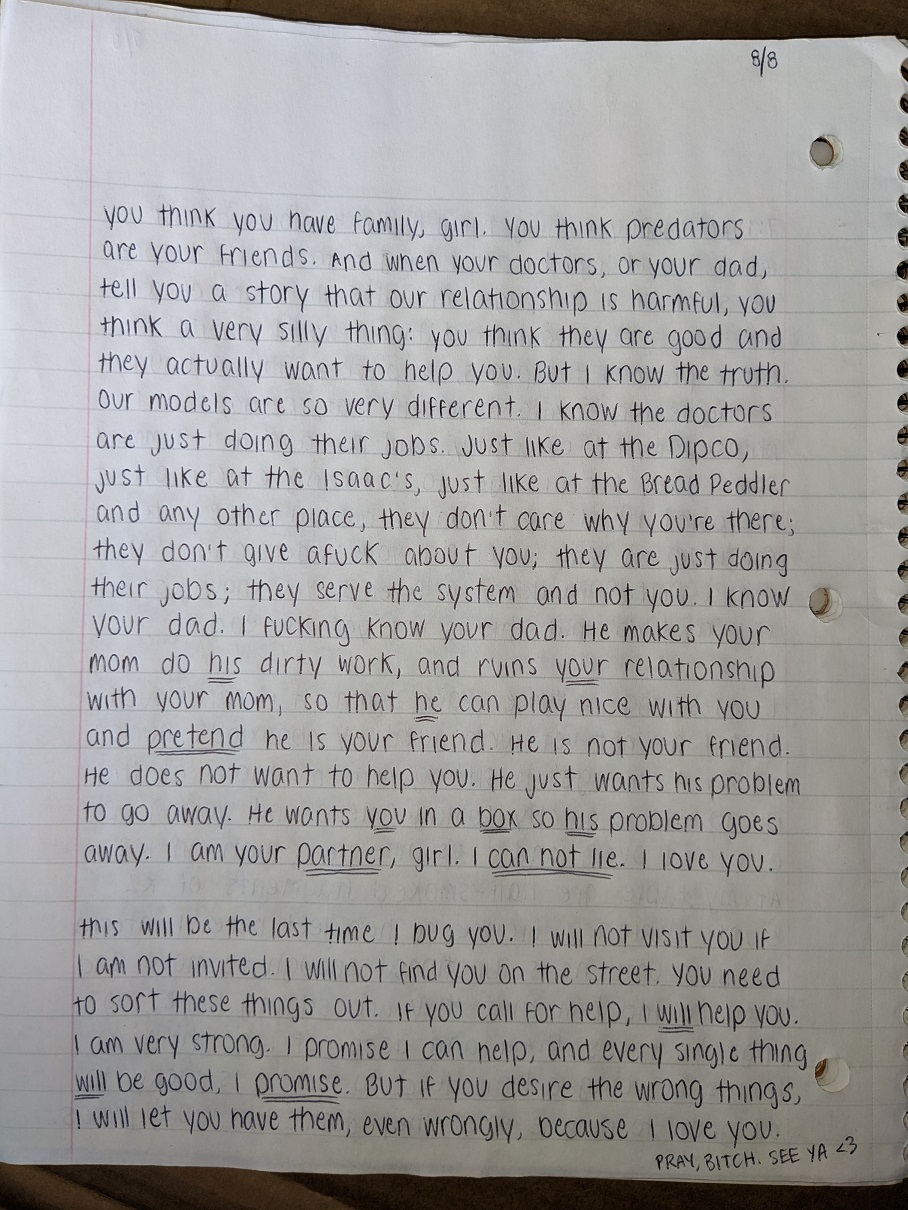 8/8
you think you have family, girl. you think predators
are your friends. And when your doctors, or your dad,
tell you a story that our relationship is harmful, you
think a very silly thing: you think they are good and
they actually want to help you. But I know the truth.
our models are so very different. I know the doctors
are just doing their jobs. Just like at the Dipco,
just like at the Isaac's, just like at the Bread Peddler
and any other place, they don't care why you're there;
they don't give afuck about you; they are just doing
their jobs; they serve the system and not you. I know
your dad. I fucking know your dad. He makes your
mom do his dirty work, and ruins your relationship
with your mom, so that he can play nice with you
and pretend he is your friend. He is not your friend.
He does not want to help you. He just wants his problem
to go away. He wants you in a box so his problem goes
away. I am your partner, girl. I can not lie. I love you.
this will be the last time I bug you. I will not visit you if
I am not invited. I will not find you on the street. you need
to sort these things out. If you call for help, I will help you.
I am very strong. I promise I can help, and every single thing
will be good, I promise. But if you desire the wrong things,
I will let you have them, even wrongly, because I love you.
PRAY, BITCH. SEE YA <3